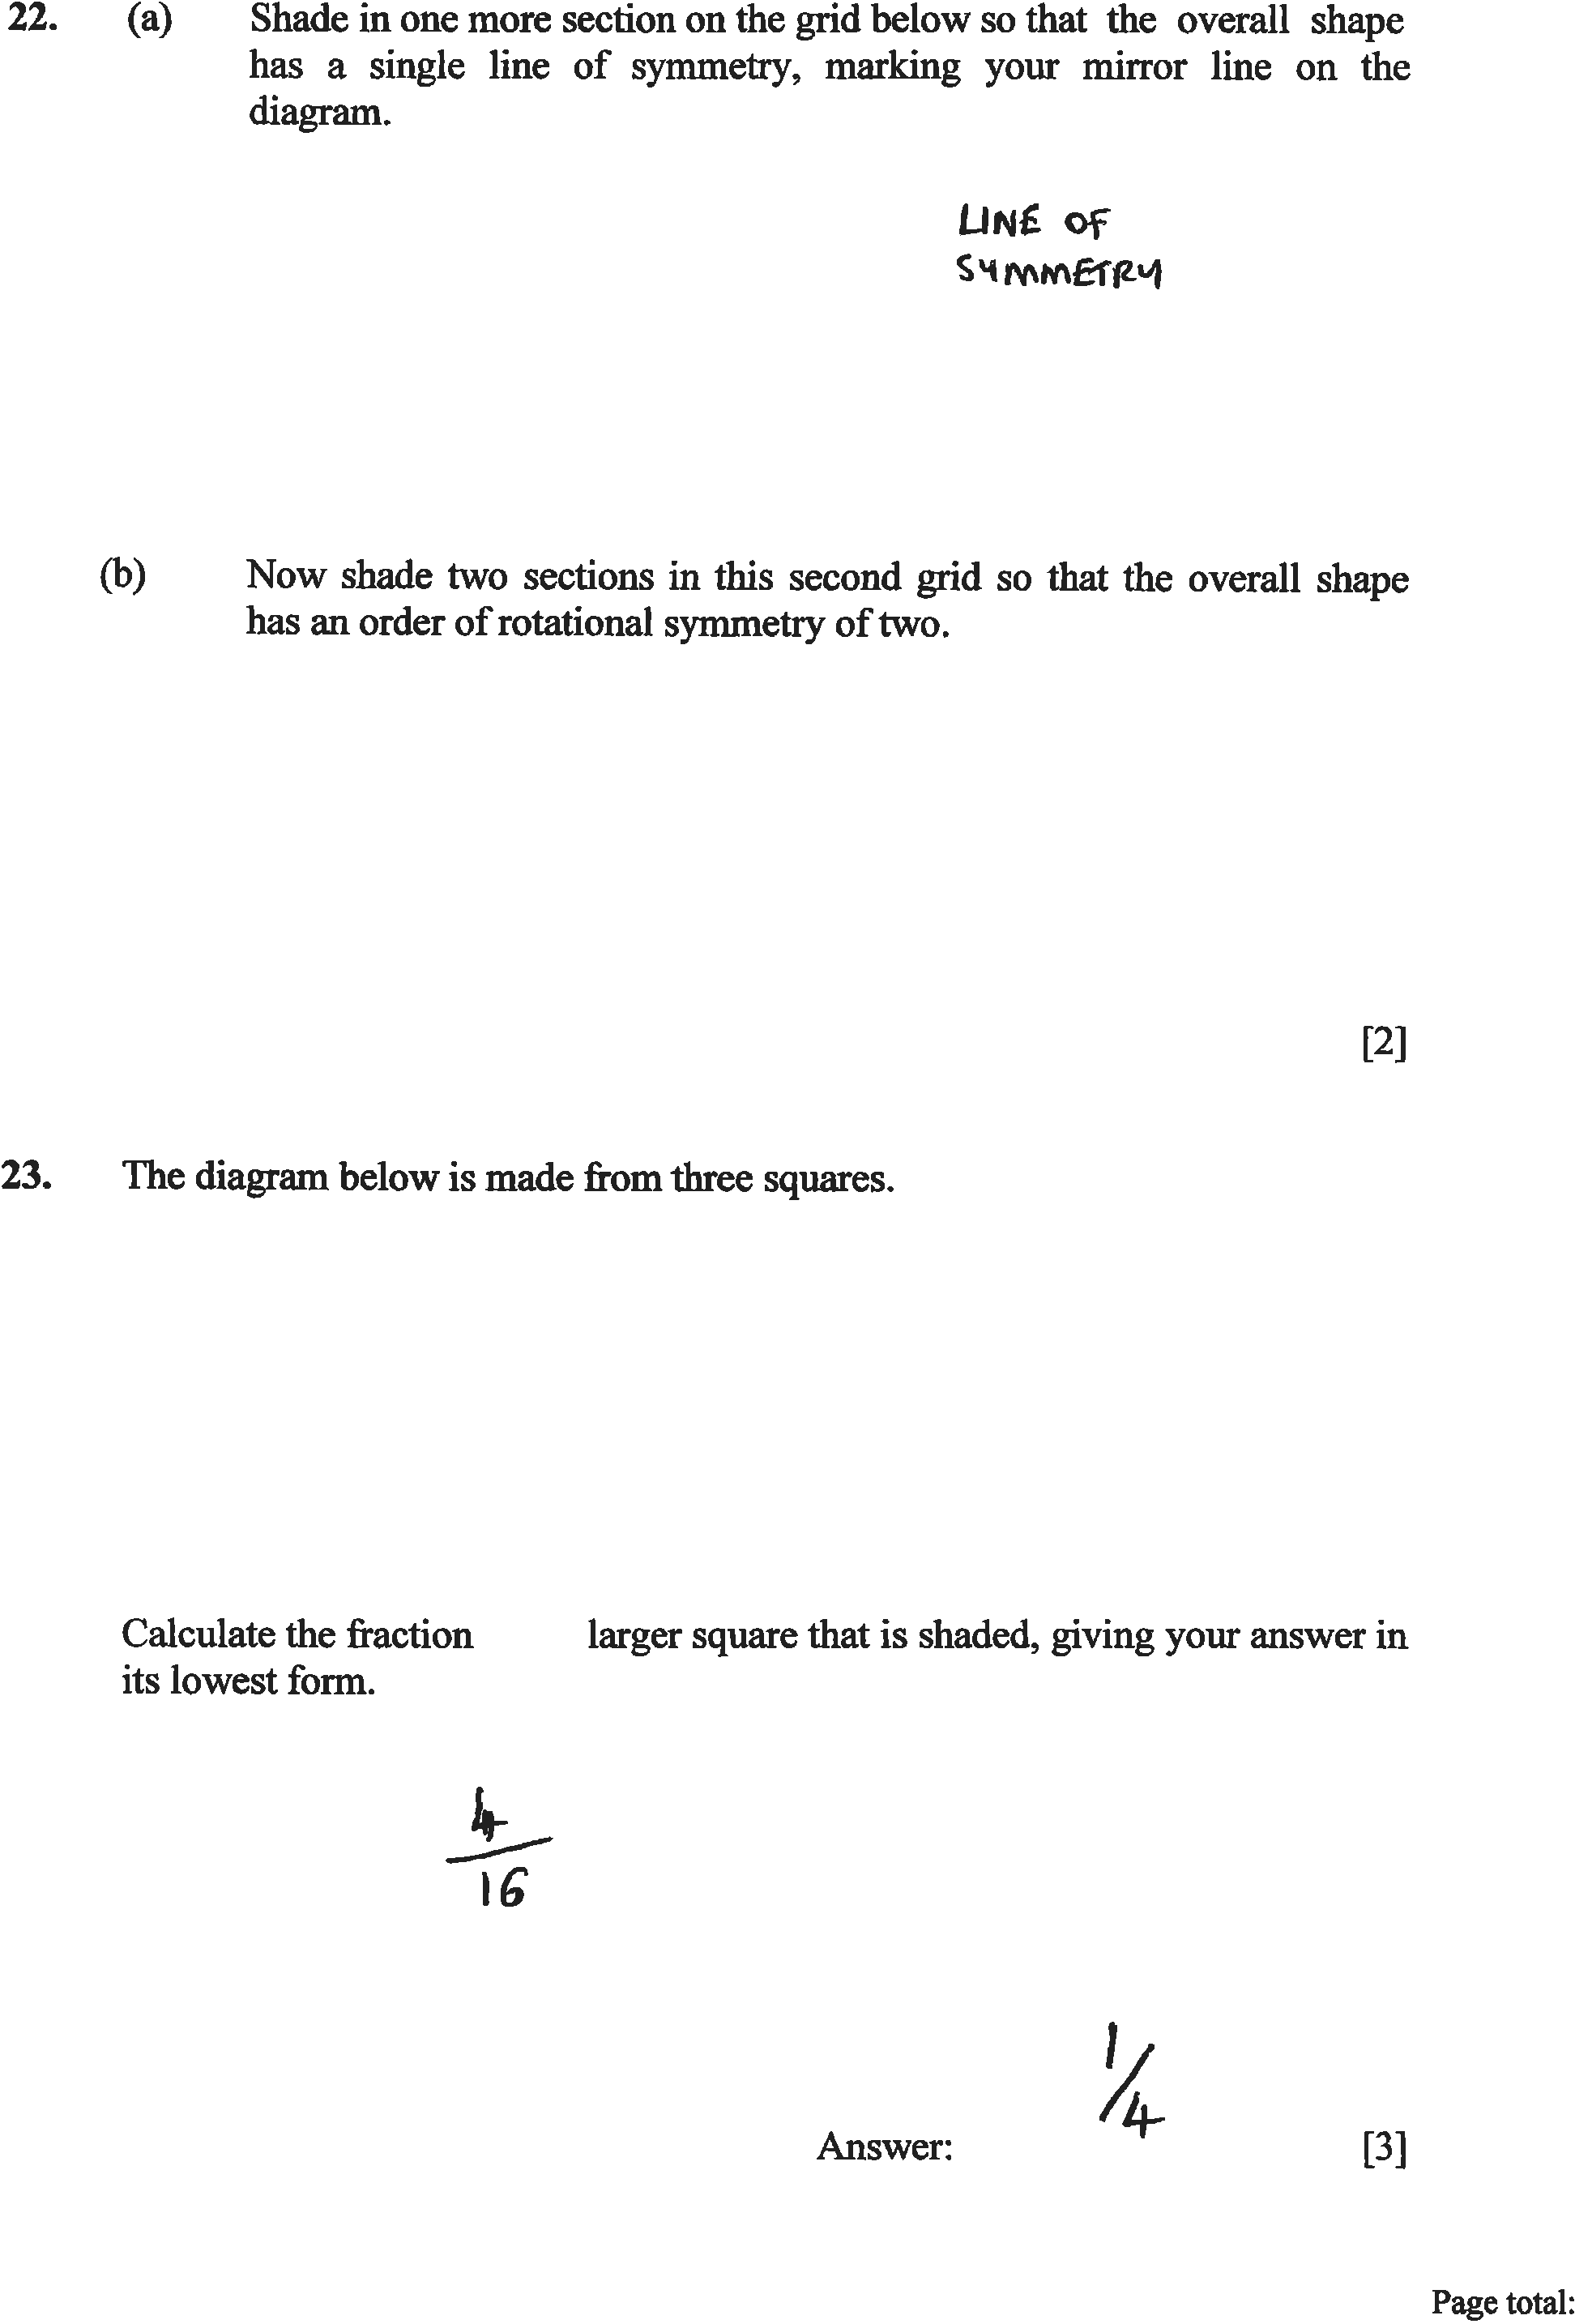 22. (a) Shade in one more section on the grid below so that the overall shape
has a single line of symmetry, marking your mirror line on the
diagram.
LINE OF
SYMMETRY
(b) Now shade two sections in this second grid so that the overall shape
has an order of rotational symmetry of two.
[2]
23. The diagram below is made from three squares.
Calculate the fraction larger square that is shaded, giving your answer in
its lowest form.
4
16
1/4
Answer: [3]
Page total: